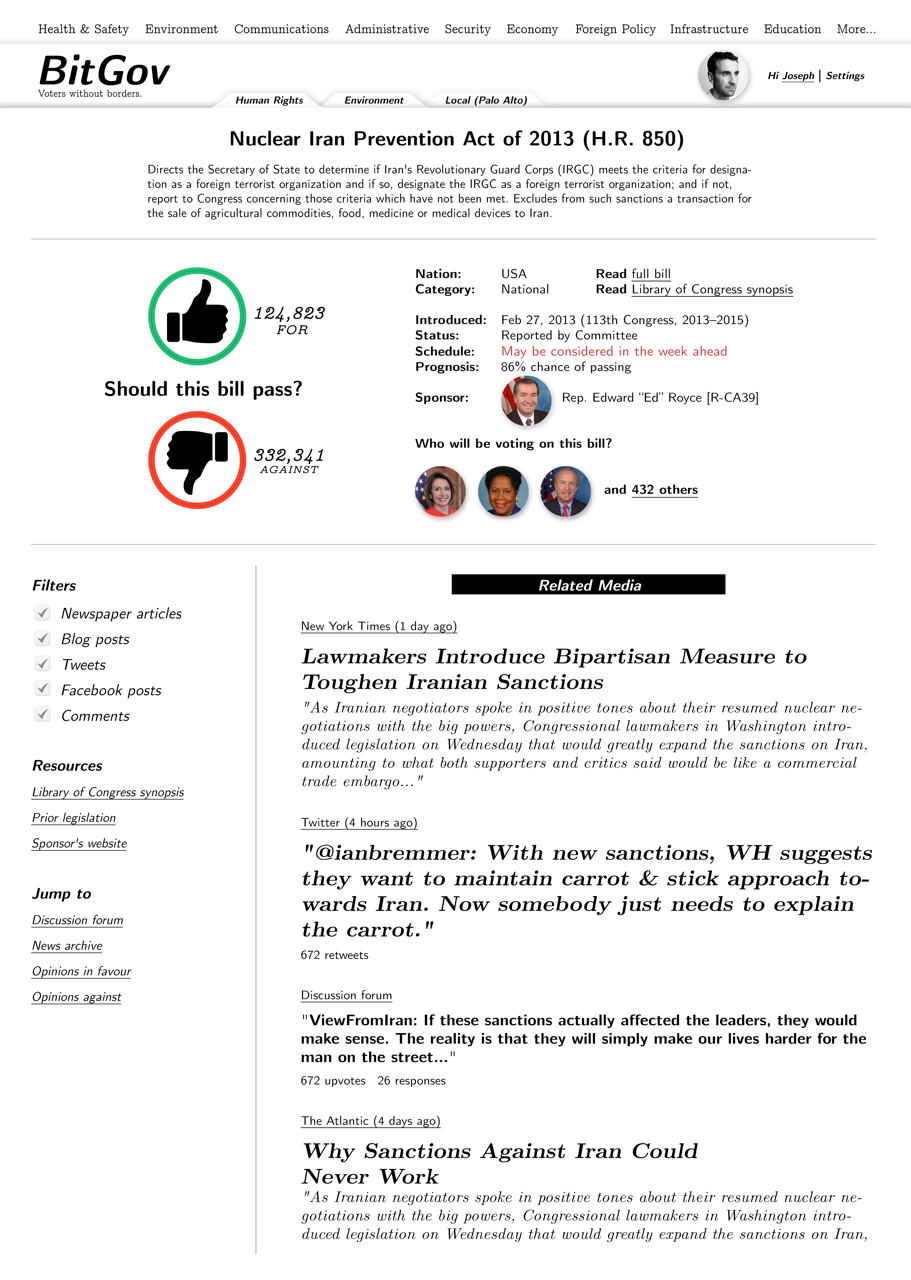 Health & Safety Environment Communications Administrative Security Economy Foreign Policy Infrastructure Education More...
BitGov
Voters without borders.
Human Rights Environment Local (Palo Alto)
Hi Joseph | Settings
Nuclear Iran Prevention Act of 2013 (H.R. 850)
Directs the Secretary of State to determine if Iran's Revolutionary Guard Corps (IRGC) meets the criteria for designa-
tion as a foreign terrorist organization and if so, designate the IRGC as a foreign terrorist organization; and if not,
report to Congress concerning those criteria which have not been met. Excludes from such sanctions a transaction for
the sale of agricultural commodities, food, medicine or medical devices to Iran.
124,823
FOR
Should this bill pass?
332,341
AGAINST
Nation: USA Read full bill
Category: National Read Library of Congress synopsis
Introduced: Feb 27, 2013 (113th Congress, 2013–2015)
Status: Reported by Committee
Schedule: May be considered in the week ahead
Prognosis: 86% chance of passing
Sponsor: Rep. Edward “Ed” Royce [R-CA39]
Who will be voting on this bill?
and 432 others
Filters
Newspaper articles
Blog posts
Tweets
Facebook posts
Comments
Resources
Library of Congress synopsis
Prior legislation
Sponsor's website
Jump to
Discussion forum
News archive
Opinions in favour
Opinions against
Related Media
New York Times (1 day ago)
Lawmakers Introduce Bipartisan Measure to
Toughen Iranian Sanctions
"As Iranian negotiators spoke in positive tones about their resumed nuclear ne-
gotiations with the big powers, Congressional lawmakers in Washington intro-
duced legislation on Wednesday that would greatly expand the sanctions on Iran,
amounting to what both supporters and critics said would be like a commercial
trade embargo..."
Twitter (4 hours ago)
"@ianbremmer: With new sanctions, WH suggests
they want to maintain carrot & stick approach to-
wards Iran. Now somebody just needs to explain
the carrot."
672 retweets
Discussion forum
"ViewFromIran: If these sanctions actually affected the leaders, they would
make sense. The reality is that they will simply make our lives harder for the
man on the street..."
672 upvotes 26 responses
The Atlantic (4 days ago)
Why Sanctions Against Iran Could
Never Work
"As Iranian negotiators spoke in positive tones about their resumed nuclear ne-
gotiations with the big powers, Congressional lawmakers in Washington intro-
duced legislation on Wednesday that would greatly expand the sanctions on Iran,